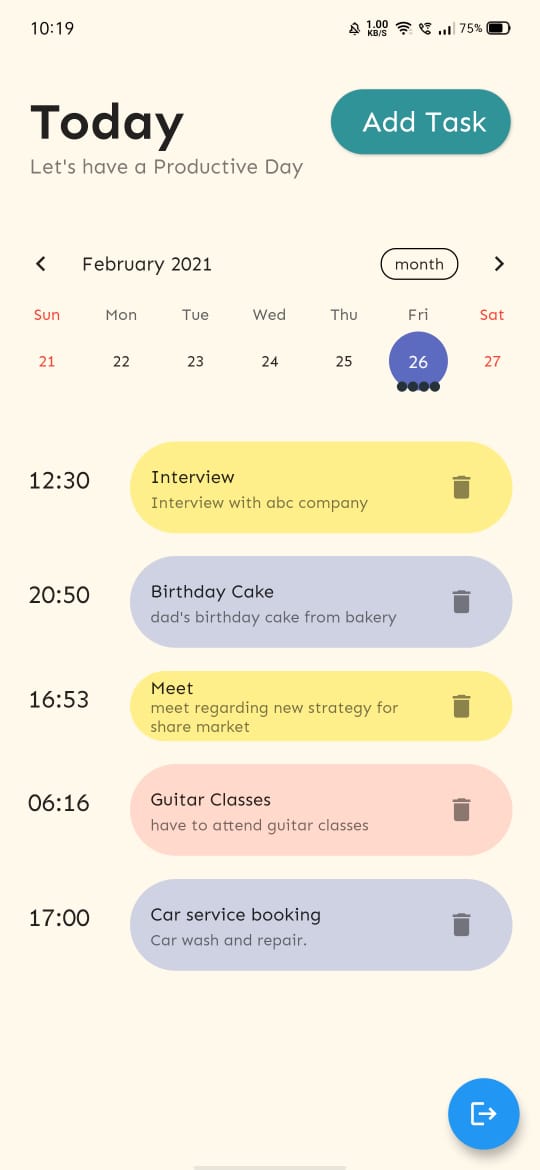 10:19
1.00
KB/S
75%
Today
Add Task
Let's have a Productive Day
February 2021
month
Sun Mon Tue Wed Thu Fri Sat
21 22 23 24 25 26 27
12:30
Interview
Interview with abc company
20:50
Birthday Cake
dad's birthday cake from bakery
16:53
Meet
meet regarding new strategy for
share market
06:16
Guitar Classes
have to attend guitar classes
17:00
Car service booking
Car wash and repair.